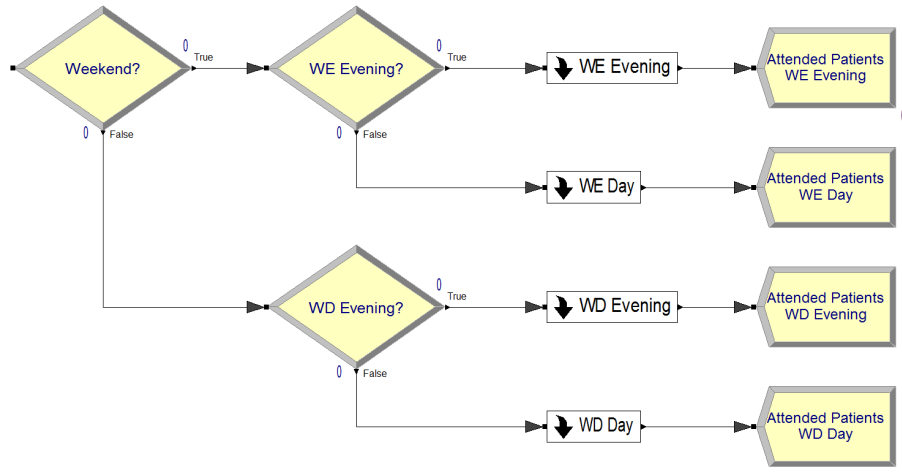 0
True
Weekend?
0
False
0
True
WE Evening?
0
False
WE Evening
Attended Patients
WE Evening
WE Day
Attended Patients
WE Day
0
True
WD Evening?
0
False
WD Evening
Attended Patients
WD Evening
WD Day
Attended Patients
WD Day